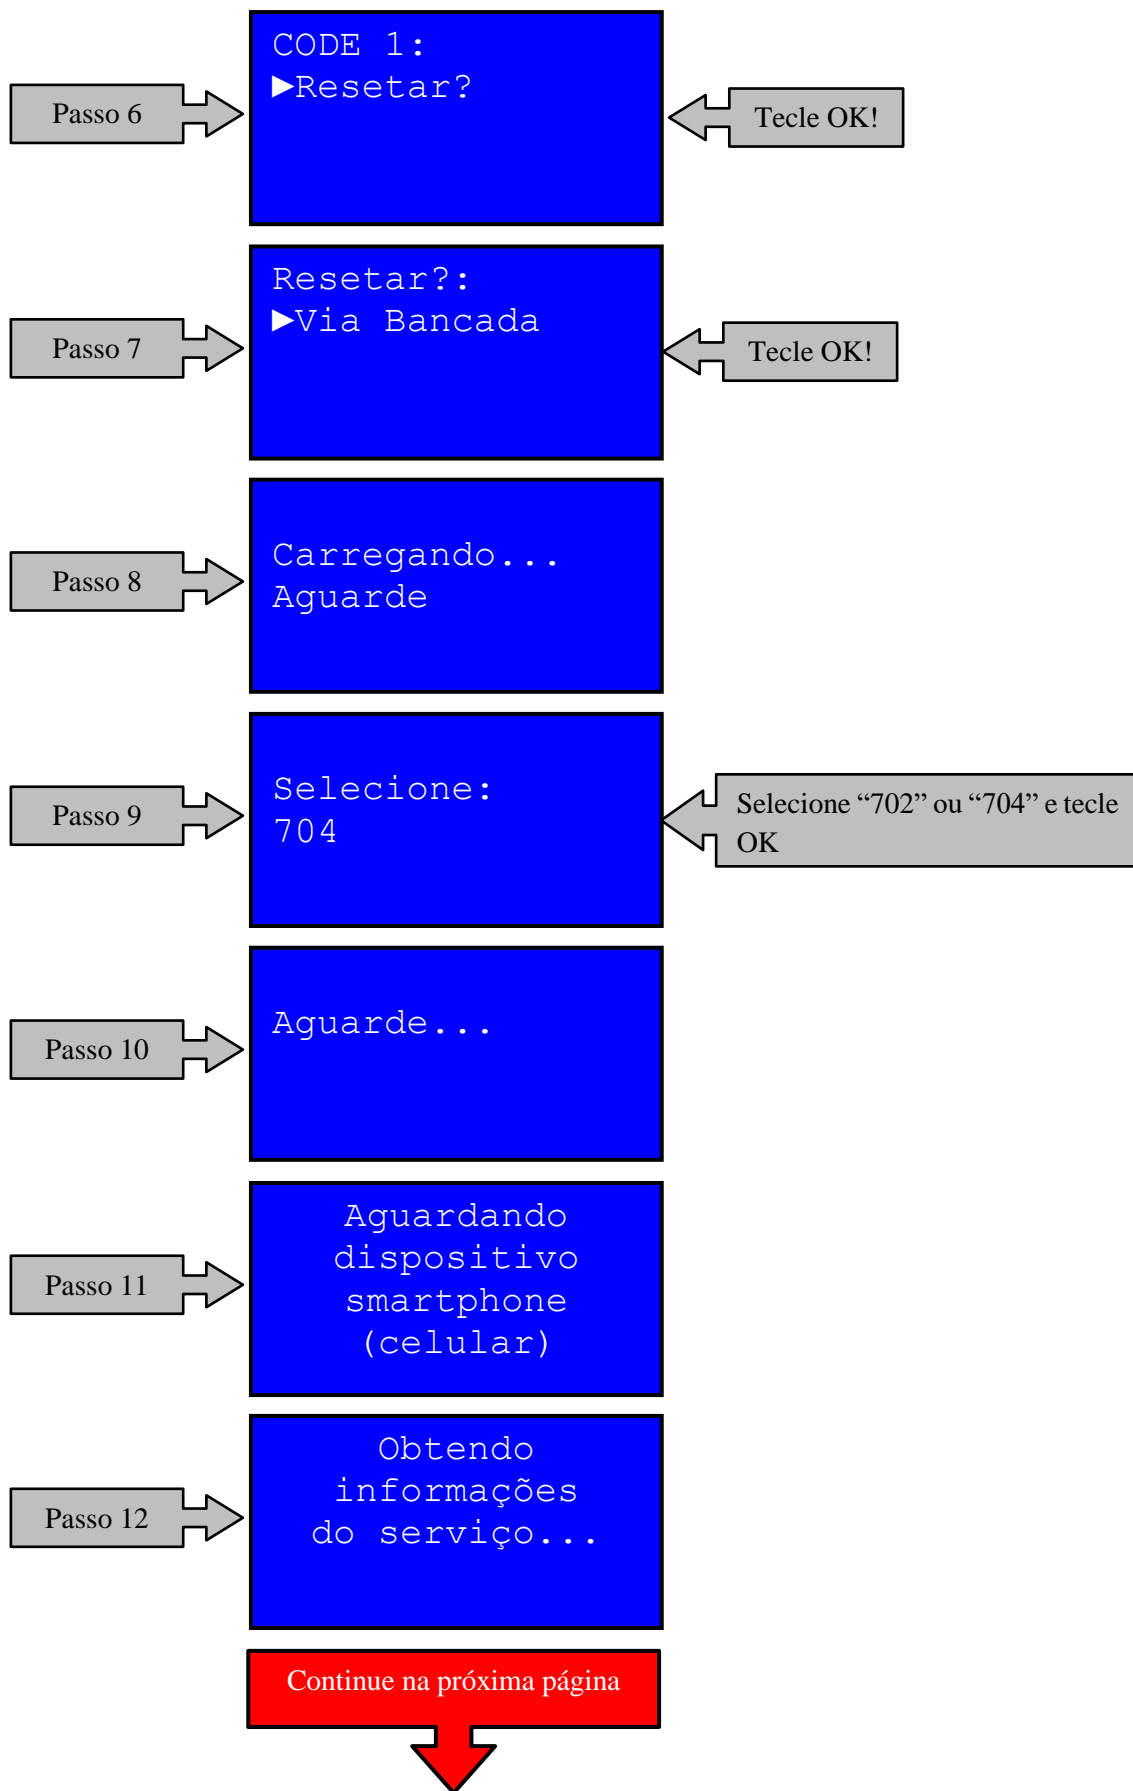 CODE 1:
►Resetar?
Passo 6
Tecle OK!
Resetar?:
►Via Bancada
Passo 7
Tecle OK!
Carregando...
Aguarde
Passo 8
Selecione:
704
Passo 9
Selecione “702” ou “704” e tecle
OK
Aguarde...
Passo 10
Aguardando
dispositivo
smartphone
(celular)
Passo 11
Obtendo
informações
do serviço...
Passo 12
Continue na próxima página